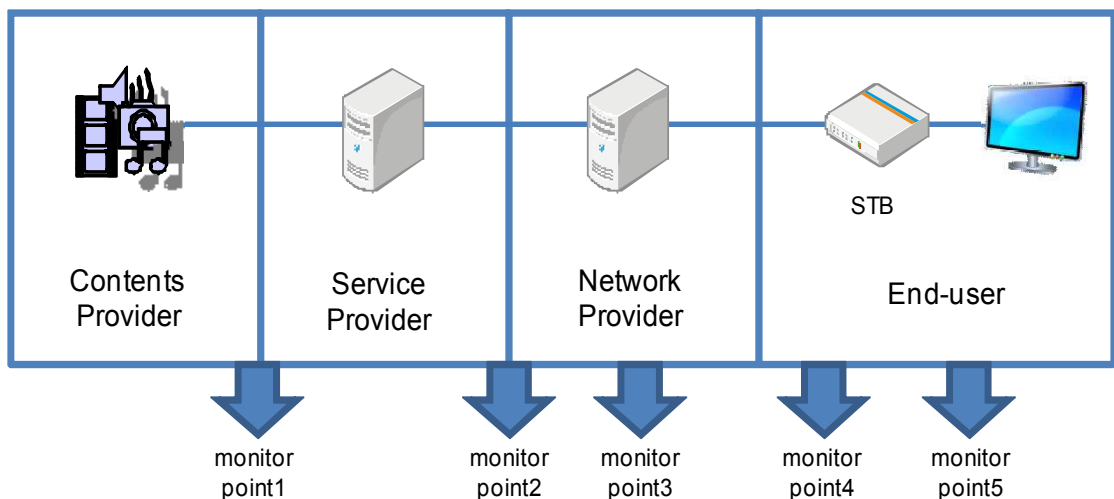 STB
Contents
Provider
Service
Provider
Network
Provider
End-user
monitor
point1
monitor
point2
monitor
point3
monitor
point4
monitor
point5